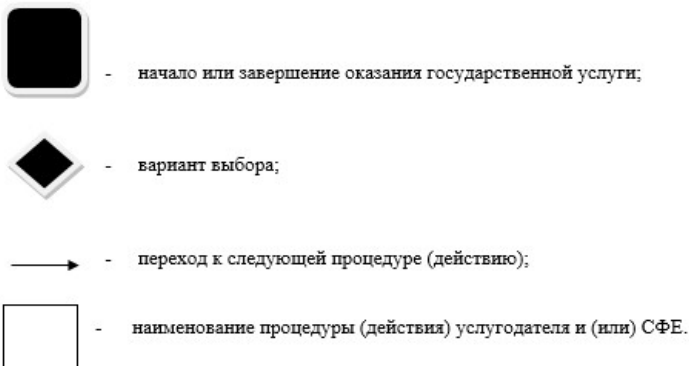 - начало или завершение оказания государственной услуги;
- вариант выбора;
- переход к следующей процедуре (действию);
- наименование процедуры (действия) услугодателя и (или) СФЕ.